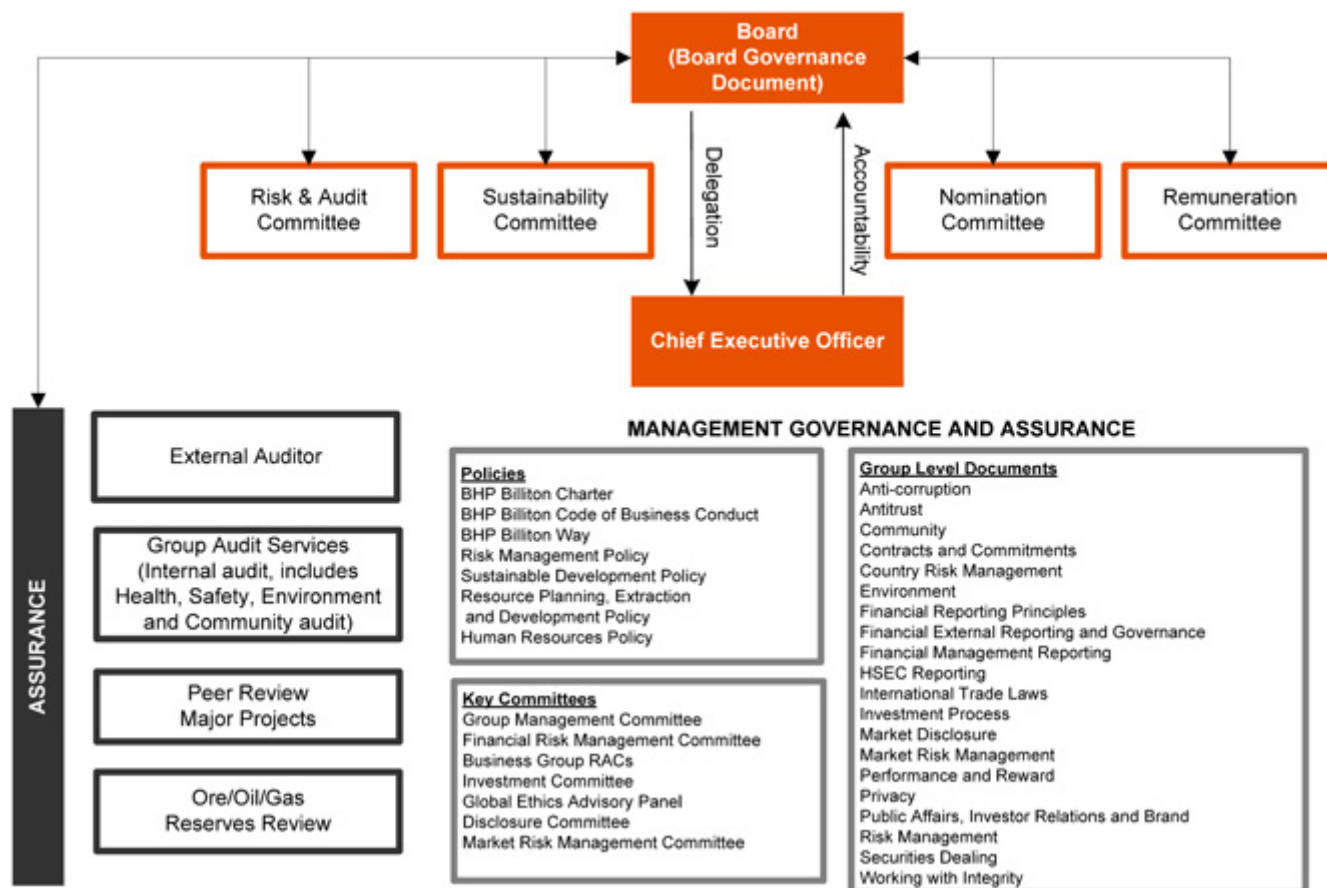 Board
(Board Governance
Document)
Delegation
Accountability
Risk & Audit
Committee
Sustainability
Committee
Nomination
Committee
Remuneration
Committee
Chief Executive Officer
ASSURANCE
External Auditor
Group Audit Services
(Internal audit, includes
Health, Safety, Environment
and Community audit)
Peer Review
Major Projects
Ore/Oil/Gas
Reserves Review
MANAGEMENT GOVERNANCE AND ASSURANCE
Policies
BHP Billiton Charter
BHP Billiton Code of Business Conduct
BHP Billiton Way
Risk Management Policy
Sustainable Development Policy
Resource Planning, Extraction
and Development Policy
Human Resources Policy
Key Committees
Group Management Committee
Financial Risk Management Committee
Business Group RACs
Investment Committee
Global Ethics Advisory Panel
Disclosure Committee
Market Risk Management Committee
Group Level Documents
Anti-corruption
Antitrust
Community
Contracts and Commitments
Country Risk Management
Environment
Financial Reporting Principles
Financial External Reporting and Governance
Financial Management Reporting
HSEC Reporting
International Trade Laws
Investment Process
Market Disclosure
Market Risk Management
Performance and Reward
Privacy
Public Affairs, Investor Relations and Brand
Risk Management
Securities Dealing
Working with Integrity